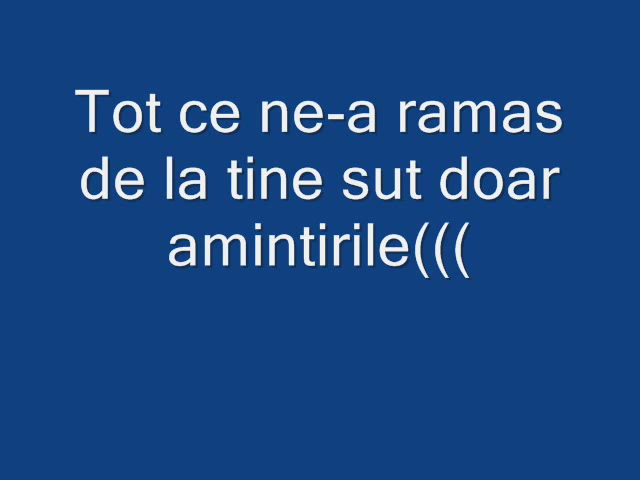 Tot ce ne-a ramas
de la tine sut doar
amintirile(((